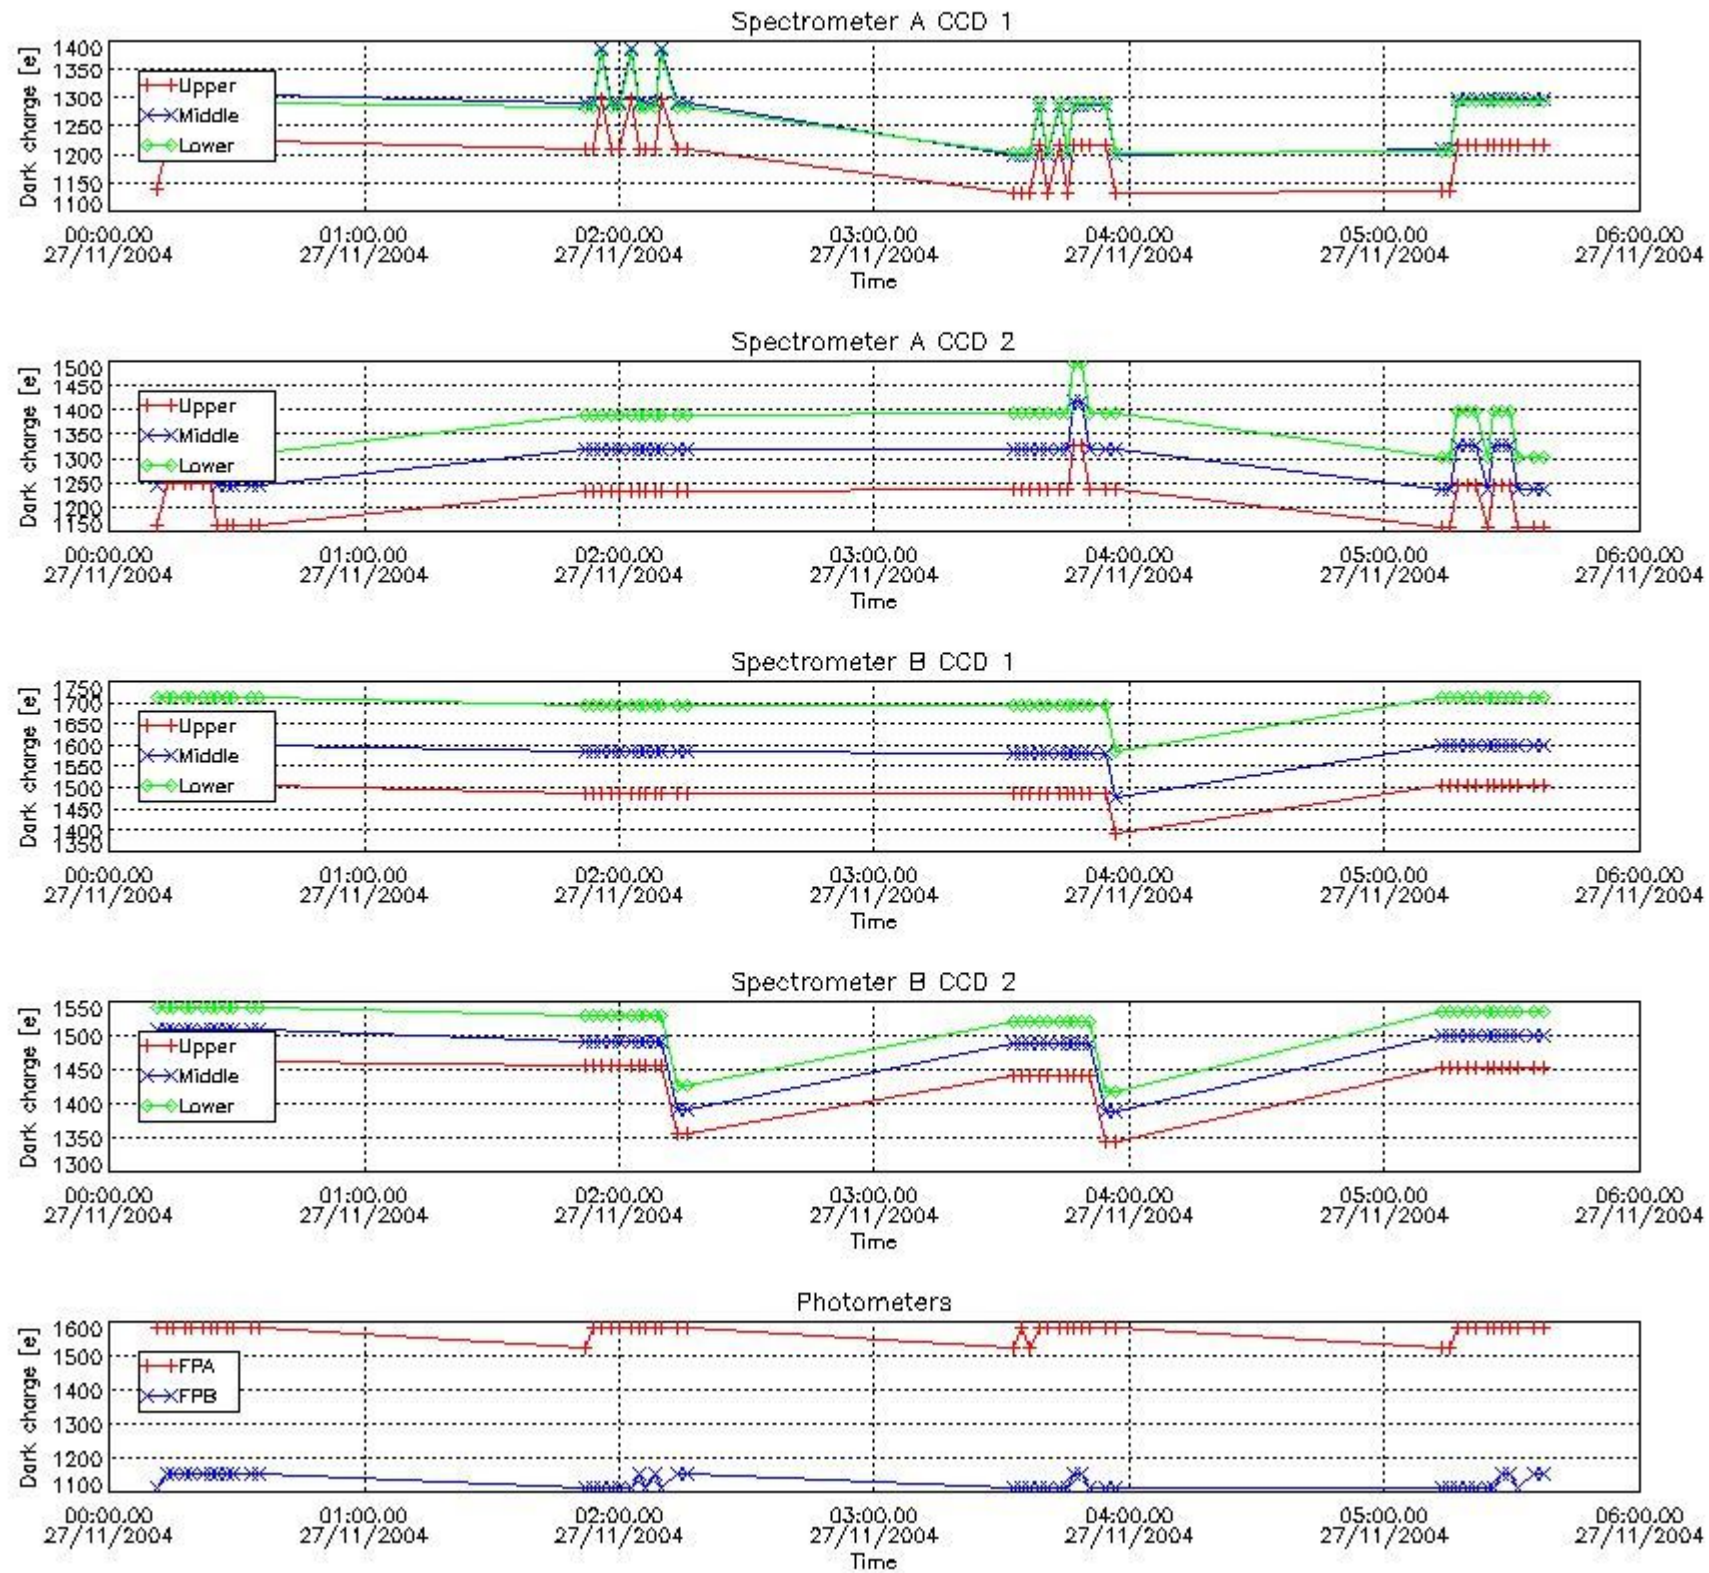 Spectrometer A CCD 1
Dark charge [e]
1400
1350
1300
1250
1200
1150
1100
Upper
Middle
Lower
00:00.00 01:00.00 02:00.00 03:00.00 04:00.00 05:00.00 06:00.00
27/11/2004 27/11/2004 27/11/2004 27/11/2004 27/11/2004 27/11/2004 27/11/2004
Time
Spectrometer A CCD 2
Dark charge [e]
1500
1450
1400
1350
1300
1250
1200
1150
Upper
Middle
Lower
00:00.00 01:00.00 02:00.00 03:00.00 04:00.00 05:00.00 06:00.00
27/11/2004 27/11/2004 27/11/2004 27/11/2004 27/11/2004 27/11/2004 27/11/2004
Time
Spectrometer B CCD 1
Dark charge [e]
1750
1700
1650
1600
1550
1500
1450
1400
1350
Upper
Middle
Lower
00:00.00 01:00.00 02:00.00 03:00.00 04:00.00 05:00.00 06:00.00
27/11/2004 27/11/2004 27/11/2004 27/11/2004 27/11/2004 27/11/2004 27/11/2004
Time
Spectrometer B CCD 2
Dark charge [e]
1550
1500
1450
1400
1350
1300
Upper
Middle
Lower
00:00.00 01:00.00 02:00.00 03:00.00 04:00.00 05:00.00 06:00.00
27/11/2004 27/11/2004 27/11/2004 27/11/2004 27/11/2004 27/11/2004 27/11/2004
Time
Photometers
Dark charge [e]
1600
1500
1400
1300
1200
1100
FPA
FPB
00:00.00 01:00.00 02:00.00 03:00.00 04:00.00 05:00.00 06:00.00
27/11/2004 27/11/2004 27/11/2004 27/11/2004 27/11/2004 27/11/2004 27/11/2004
Time